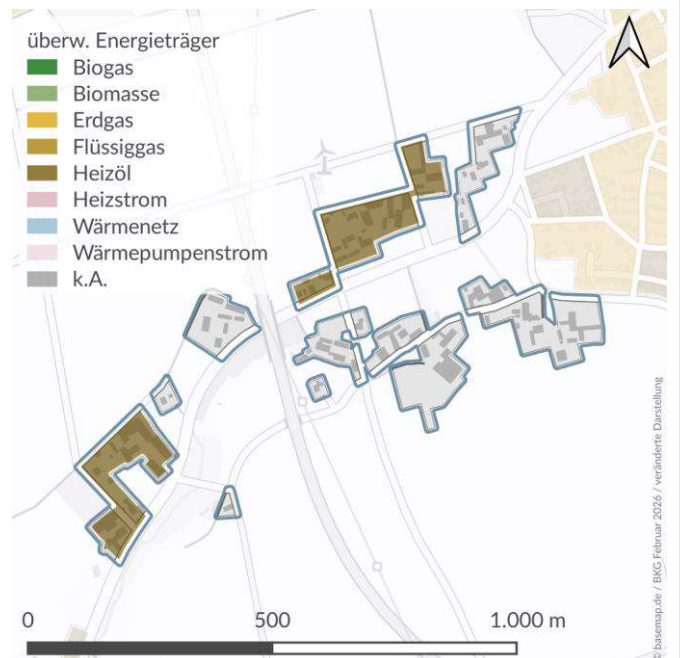 überw. Energieträger
Biogas
Biomasse
Erdgas
Flüssiggas
Heizöl
Heizstrom
Wärmenetz
Wärmepumpenstrom
k.A.
0 500 1.000 m
© basemap.de / BKG Februar 2026 / veränderte Darstellung